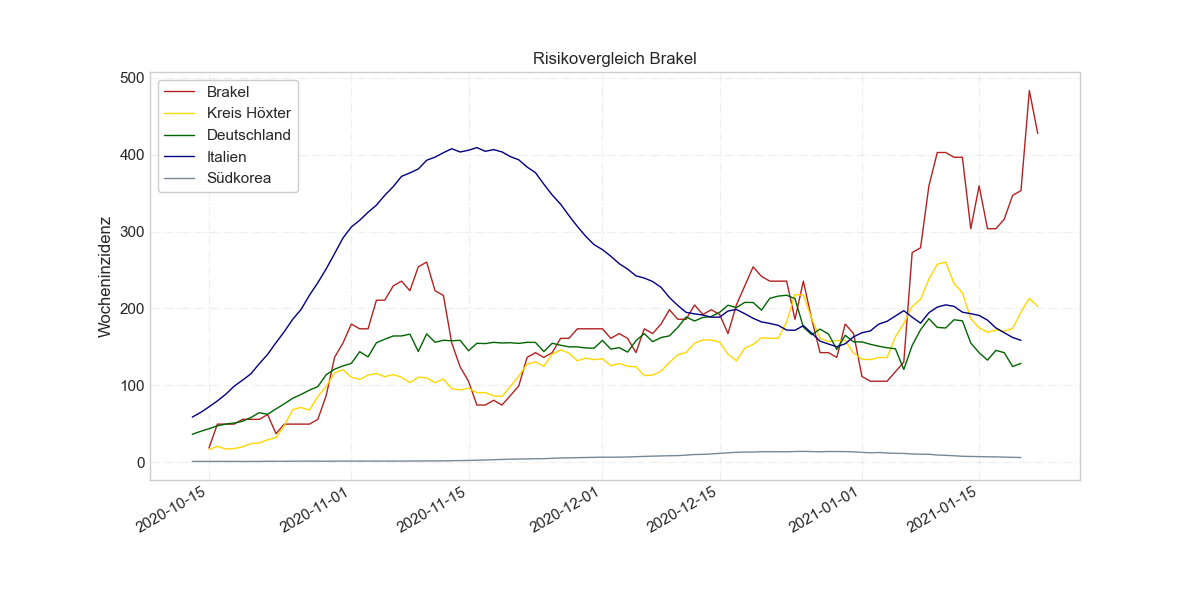 Risikovergleich Brakel
Wocheninzidenz
500
400
300
200
100
0
Brakel
Kreis Höxter
Deutschland
Italien
Südkorea
2020-10-15
2020-11-01
2020-11-15
2020-12-01
2020-12-15
2021-01-01
2021-01-15